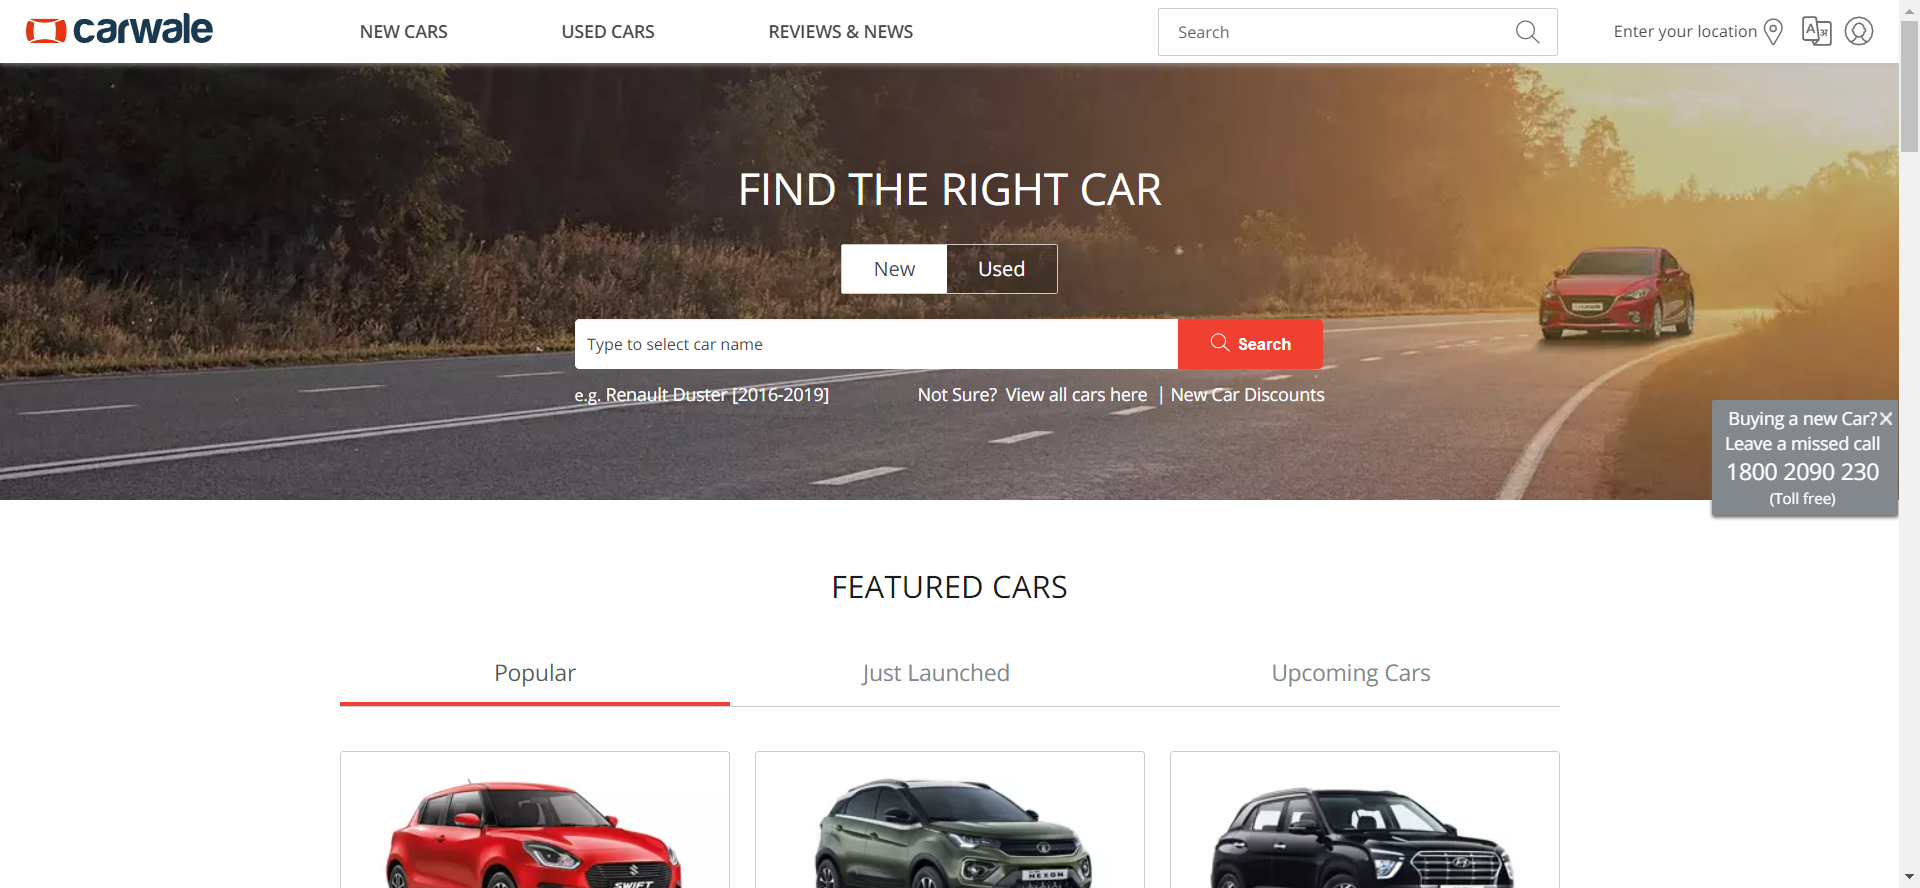 carwale
NEW CARS
USED CARS
REVIEWS & NEWS
Search
Enter your location
FIND THE RIGHT CAR
New
Used
Type to select car name
Search
e.g. Renault Duster [2016-2019]
Not Sure? View all cars here | New Car Discounts
Buying a new Car?
Leave a missed call
1800 2090 230
(Toll free)
FEATURED CARS
Popular
Just Launched
Upcoming Cars
SWIFT
NEXON